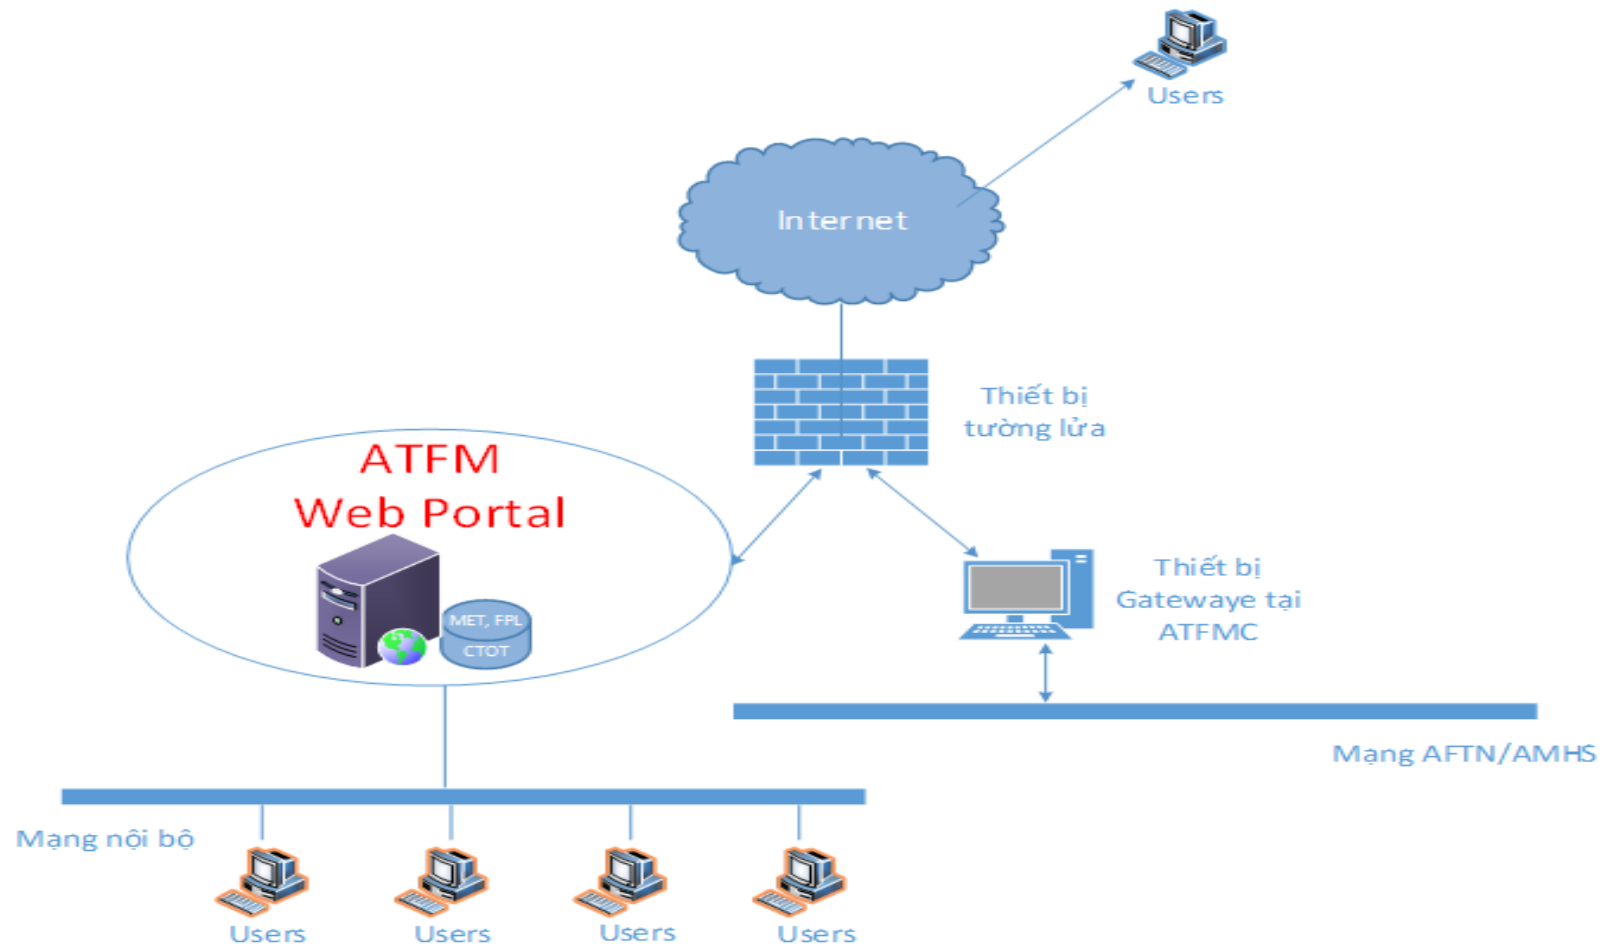 Users
Internet
Thiết bị
tường lửa
ATFM
Web Portal
MET, FPL
CTOT
Thiết bị
Gatewaye tại
ATFMC
Mạng AFTN/AMHS
Mạng nội bộ
Users
Users
Users
Users